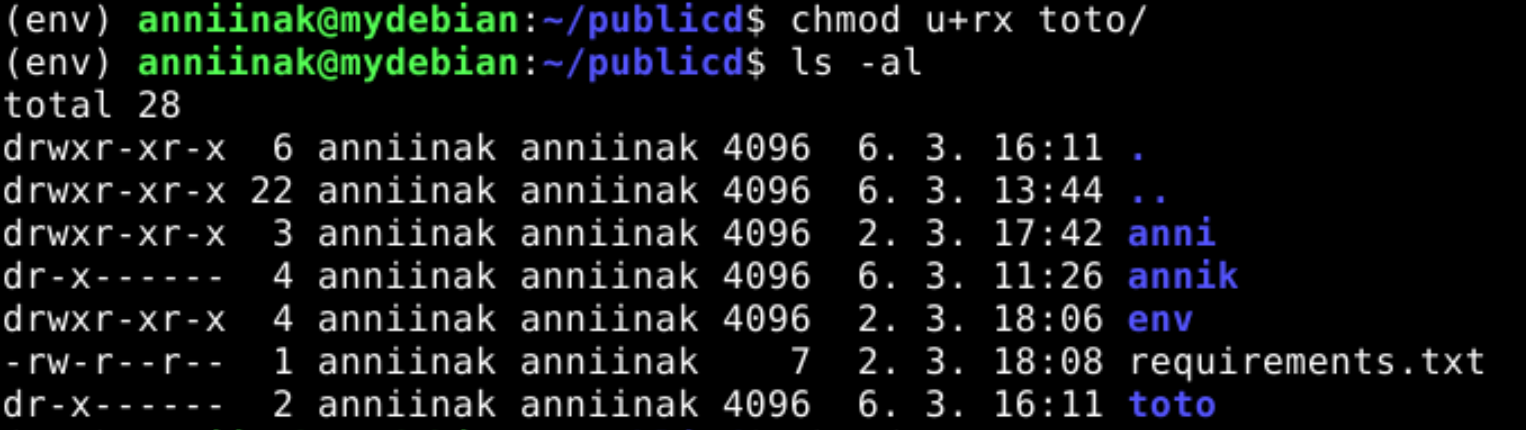 (env) anniinak@mydebian:~/publicd$ chmod u+rx toto/
(env) anniinak@mydebian:~/publicd$ ls -al
total 28
drwxr-xr-x  6 anniinak anniinak 4096  6. 3. 16:11 .
drwxr-xr-x 22 anniinak anniinak 4096  6. 3. 13:44 ..
drwxr-xr-x  3 anniinak anniinak 4096  2. 3. 17:42 anni
dr-x------  4 anniinak anniinak 4096  6. 3. 11:26 annik
drwxr-xr-x  4 anniinak anniinak 4096  2. 3. 18:06 env
-rw-r--r--  1 anniinak anniinak    7  2. 3. 18:08 requirements.txt
dr-x------  2 anniinak anniinak 4096  6. 3. 16:11 toto